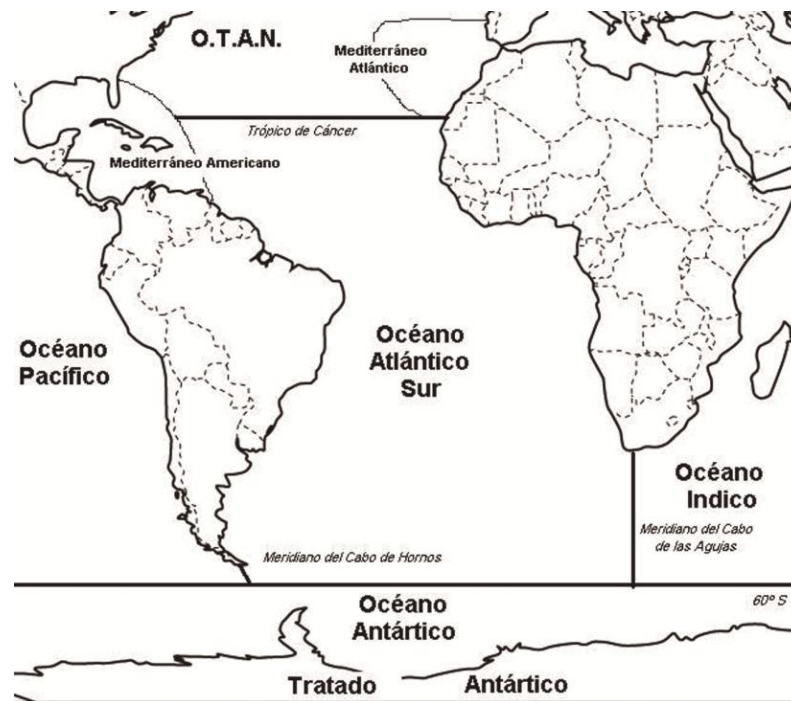 O.T.A.N.
Mediterráneo
Atlántico
Trópico de Cáncer
Mediterráneo Americano
Océano
Pacífico
Océano
Atlántico
Sur
Océano
Indico
Meridiano del Cabo
de las Agujas
Meridiano del Cabo de Hornos
60º S
Océano
Antártico
Tratado Antártico